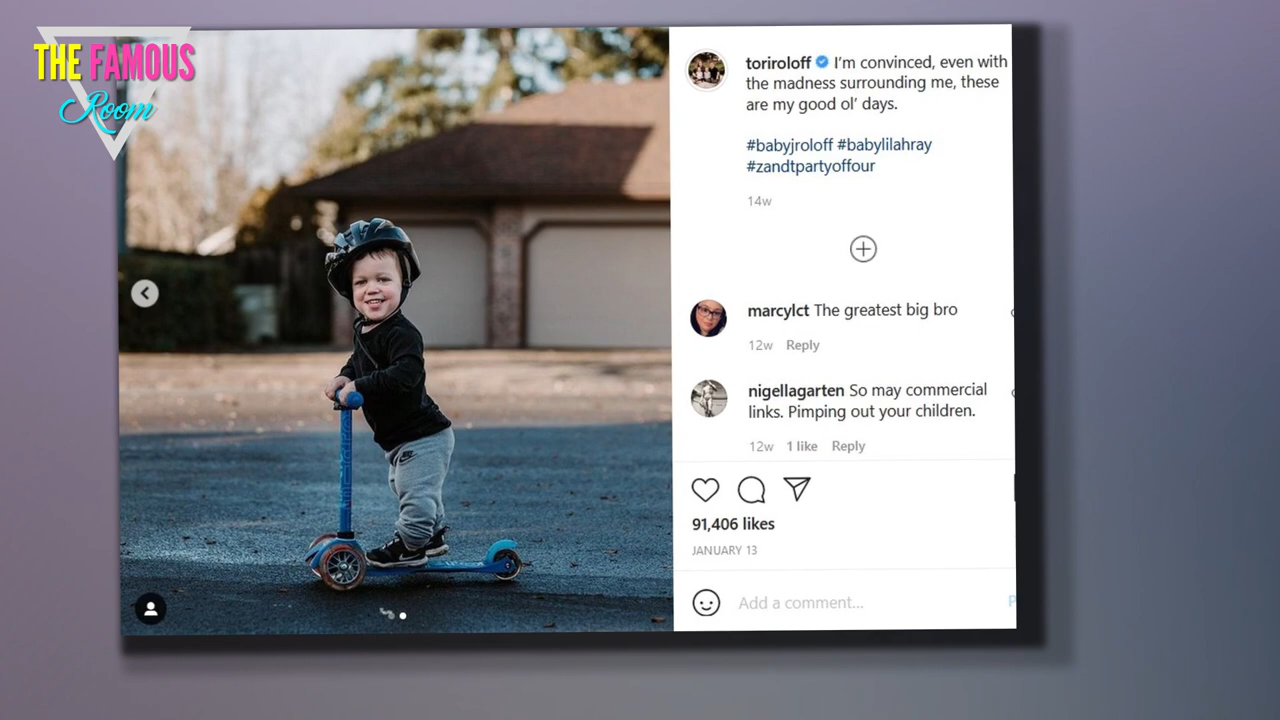 THE FAMOUS
Room
toriroloff I'm convinced, even with
the madness surrounding me, these
are my good ol' days.
#babyjroloff #babylilahray
#zandtpartyoffour
14w
marcylct The greatest big bro
12w Reply
nigellagarten So may commercial
links. Pimping out your children.
12w 1 like Reply
91,406 likes
JANUARY 13
Add a comment...